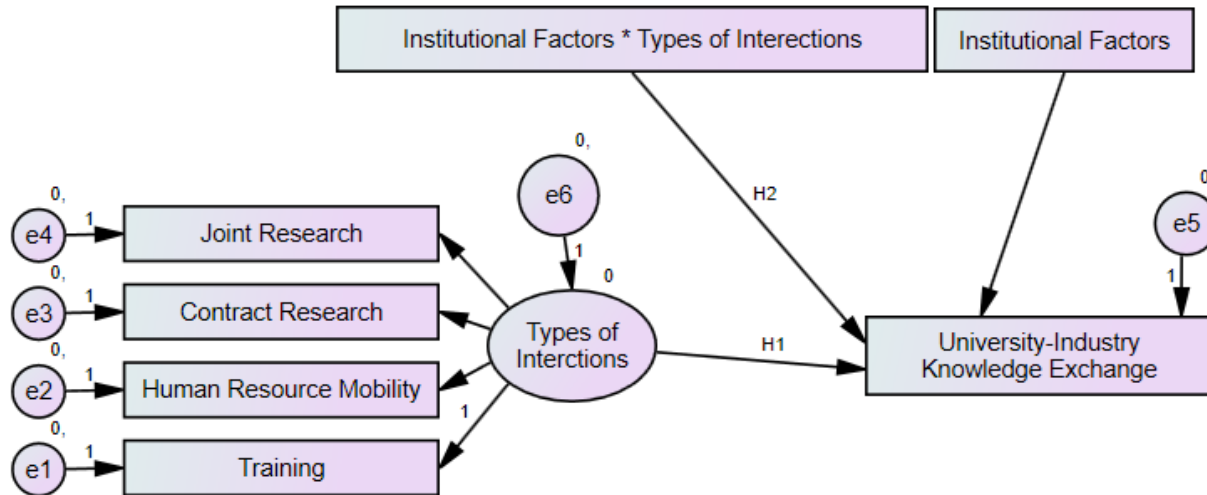 Institutional Factors * Types of Interections
Institutional Factors
0,
e6
1
0
H2
0
e5
1
0,
e4
1
Joint Research
0,
e3
1
Contract Research
0,
e2
1
Human Resource Mobility
0,
e1
1
Training
1
Types of
Interctions
H1
University-Industry
Knowledge Exchange